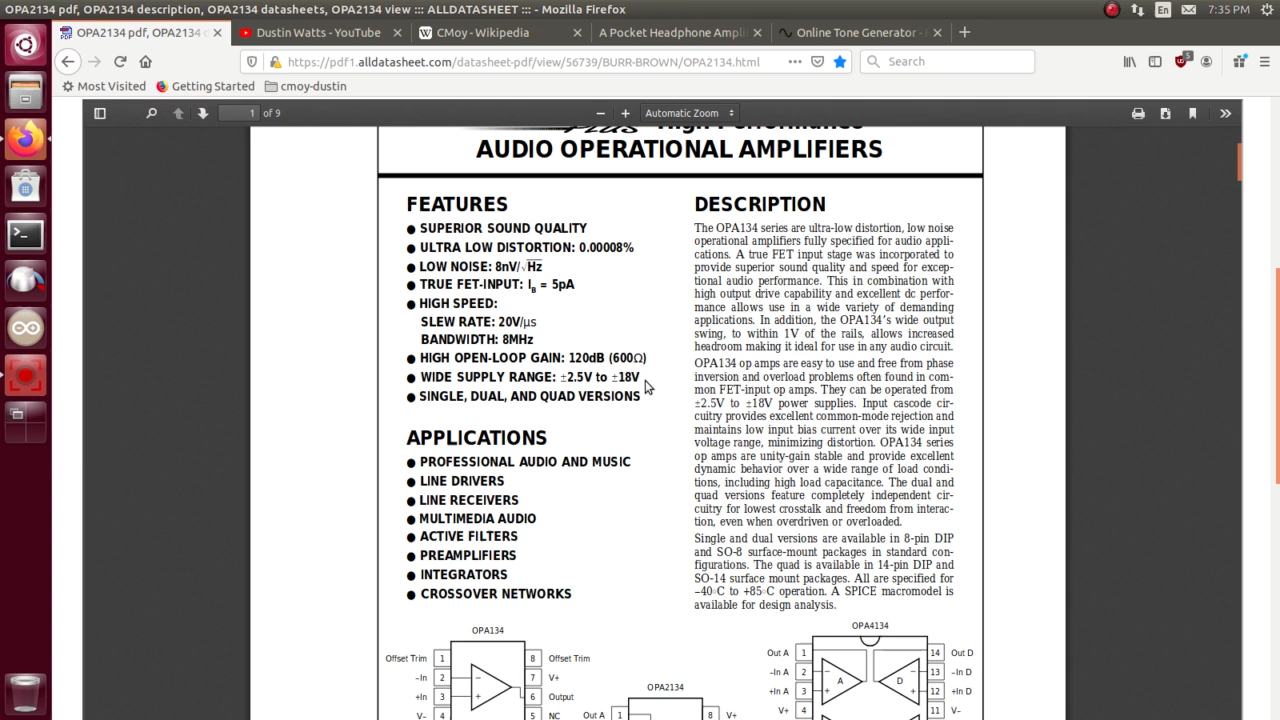 OPA2134 pdf, OPA2134 description, OPA2134 datasheets, OPA2134 view ::: ALLDATASHEET ::: - Mozilla Firefox
En
7:35 PM
OPA2134 pdf, OPA2134 d
Dustin Watts - YouTube
CMoy - Wikipedia
A Pocket Headphone Ampl
Online Tone Generator -
https://pdf1.alldatasheet.com/datasheet-pdf/view/56739/BURR-BROWN/OPA2134.html
Search
5
Most Visited
Getting Started
cmoy-dustin
1 of 9
Automatic Zoom
Plus High Performance
AUDIO OPERATIONAL AMPLIFIERS
FEATURES
● SUPERIOR SOUND QUALITY
● ULTRA LOW DISTORTION: 0.00008%
● LOW NOISE: 8nV/√Hz
● TRUE FET-INPUT: IB = 5pA
● HIGH SPEED:
SLEW RATE: 20V/µs
BANDWIDTH: 8MHz
● HIGH OPEN-LOOP GAIN: 120dB (600Ω)
● WIDE SUPPLY RANGE: ±2.5V to ±18V
● SINGLE, DUAL, AND QUAD VERSIONS
APPLICATIONS
● PROFESSIONAL AUDIO AND MUSIC
● LINE DRIVERS
● LINE RECEIVERS
● MULTIMEDIA AUDIO
● ACTIVE FILTERS
● PREAMPLIFIERS
● INTEGRATORS
● CROSSOVER NETWORKS
DESCRIPTION
The OPA134 series are ultra-low distortion, low noise
operational amplifiers fully specified for audio appli-
cations. A true FET input stage was incorporated to
provide superior sound quality and speed for excep-
tional audio performance. This in combination with
high output drive capability and excellent dc perfor-
mance allows use in a wide variety of demanding
applications. In addition, the OPA134's wide output
swing, to within 1V of the rails, allows increased
headroom making it ideal for use in any audio circuit.
OPA134 op amps are easy to use and free from phase
inversion and overload problems often found in com-
mon FET-input op amps. They can be operated from
±2.5V to ±18V power supplies. Input cascode cir-
cuitry provides excellent common-mode rejection and
maintains low input bias current over its wide input
voltage range, minimizing distortion. OPA134 series
op amps are unity-gain stable and provide excellent
dynamic behavior over a wide range of load condi-
tions, including high load capacitance. The dual and
quad versions feature completely independent cir-
cuitry for lowest crosstalk and freedom from interac-
tion, even when overdriven or overloaded.
Single and dual versions are available in 8-pin DIP
and SO-8 surface-mount packages in standard con-
figurations. The quad is available in 14-pin DIP and
SO-14 surface mount packages. All are specified for
–40°C to +85°C operation. A SPICE macromodel is
available for design analysis.
OPA134
Offset Trim 1 8 Offset Trim
–In 2 7 V+
+In 3 6 Output
V– 4 5 NC
OPA2134
Out A 1 8 V+
OPA4134
Out A 1 14 Out D
–In A 2 13 –In D
+In A 3 12 +In D
V+ 4 11 V–
A D